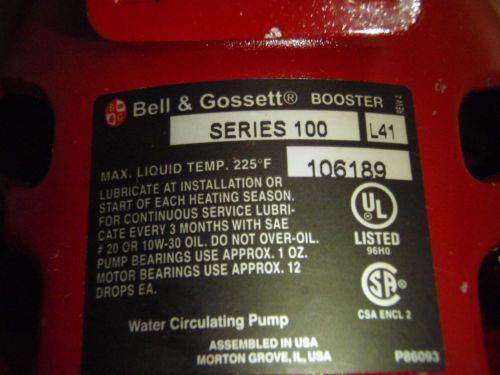 Bell & Gossett® BOOSTER
REV. 4
SERIES 100 L41
MAX. LIQUID TEMP. 225°F 106189
LUBRICATE AT INSTALLATION OR
START OF EACH HEATING SEASON.
FOR CONTINUOUS SERVICE LUBRI-
CATE EVERY 3 MONTHS WITH SAE
# 20 OR 10W-30 OIL. DO NOT OVER-OIL.
PUMP BEARINGS USE APPROX. 1 OZ.
MOTOR BEARINGS USE APPROX. 12
DROPS EA.
UL
LISTED
96H0
SA
CSA ENCL 2
Water Circulating Pump
ASSEMBLED IN USA
MORTON GROVE, IL, USA
P86093